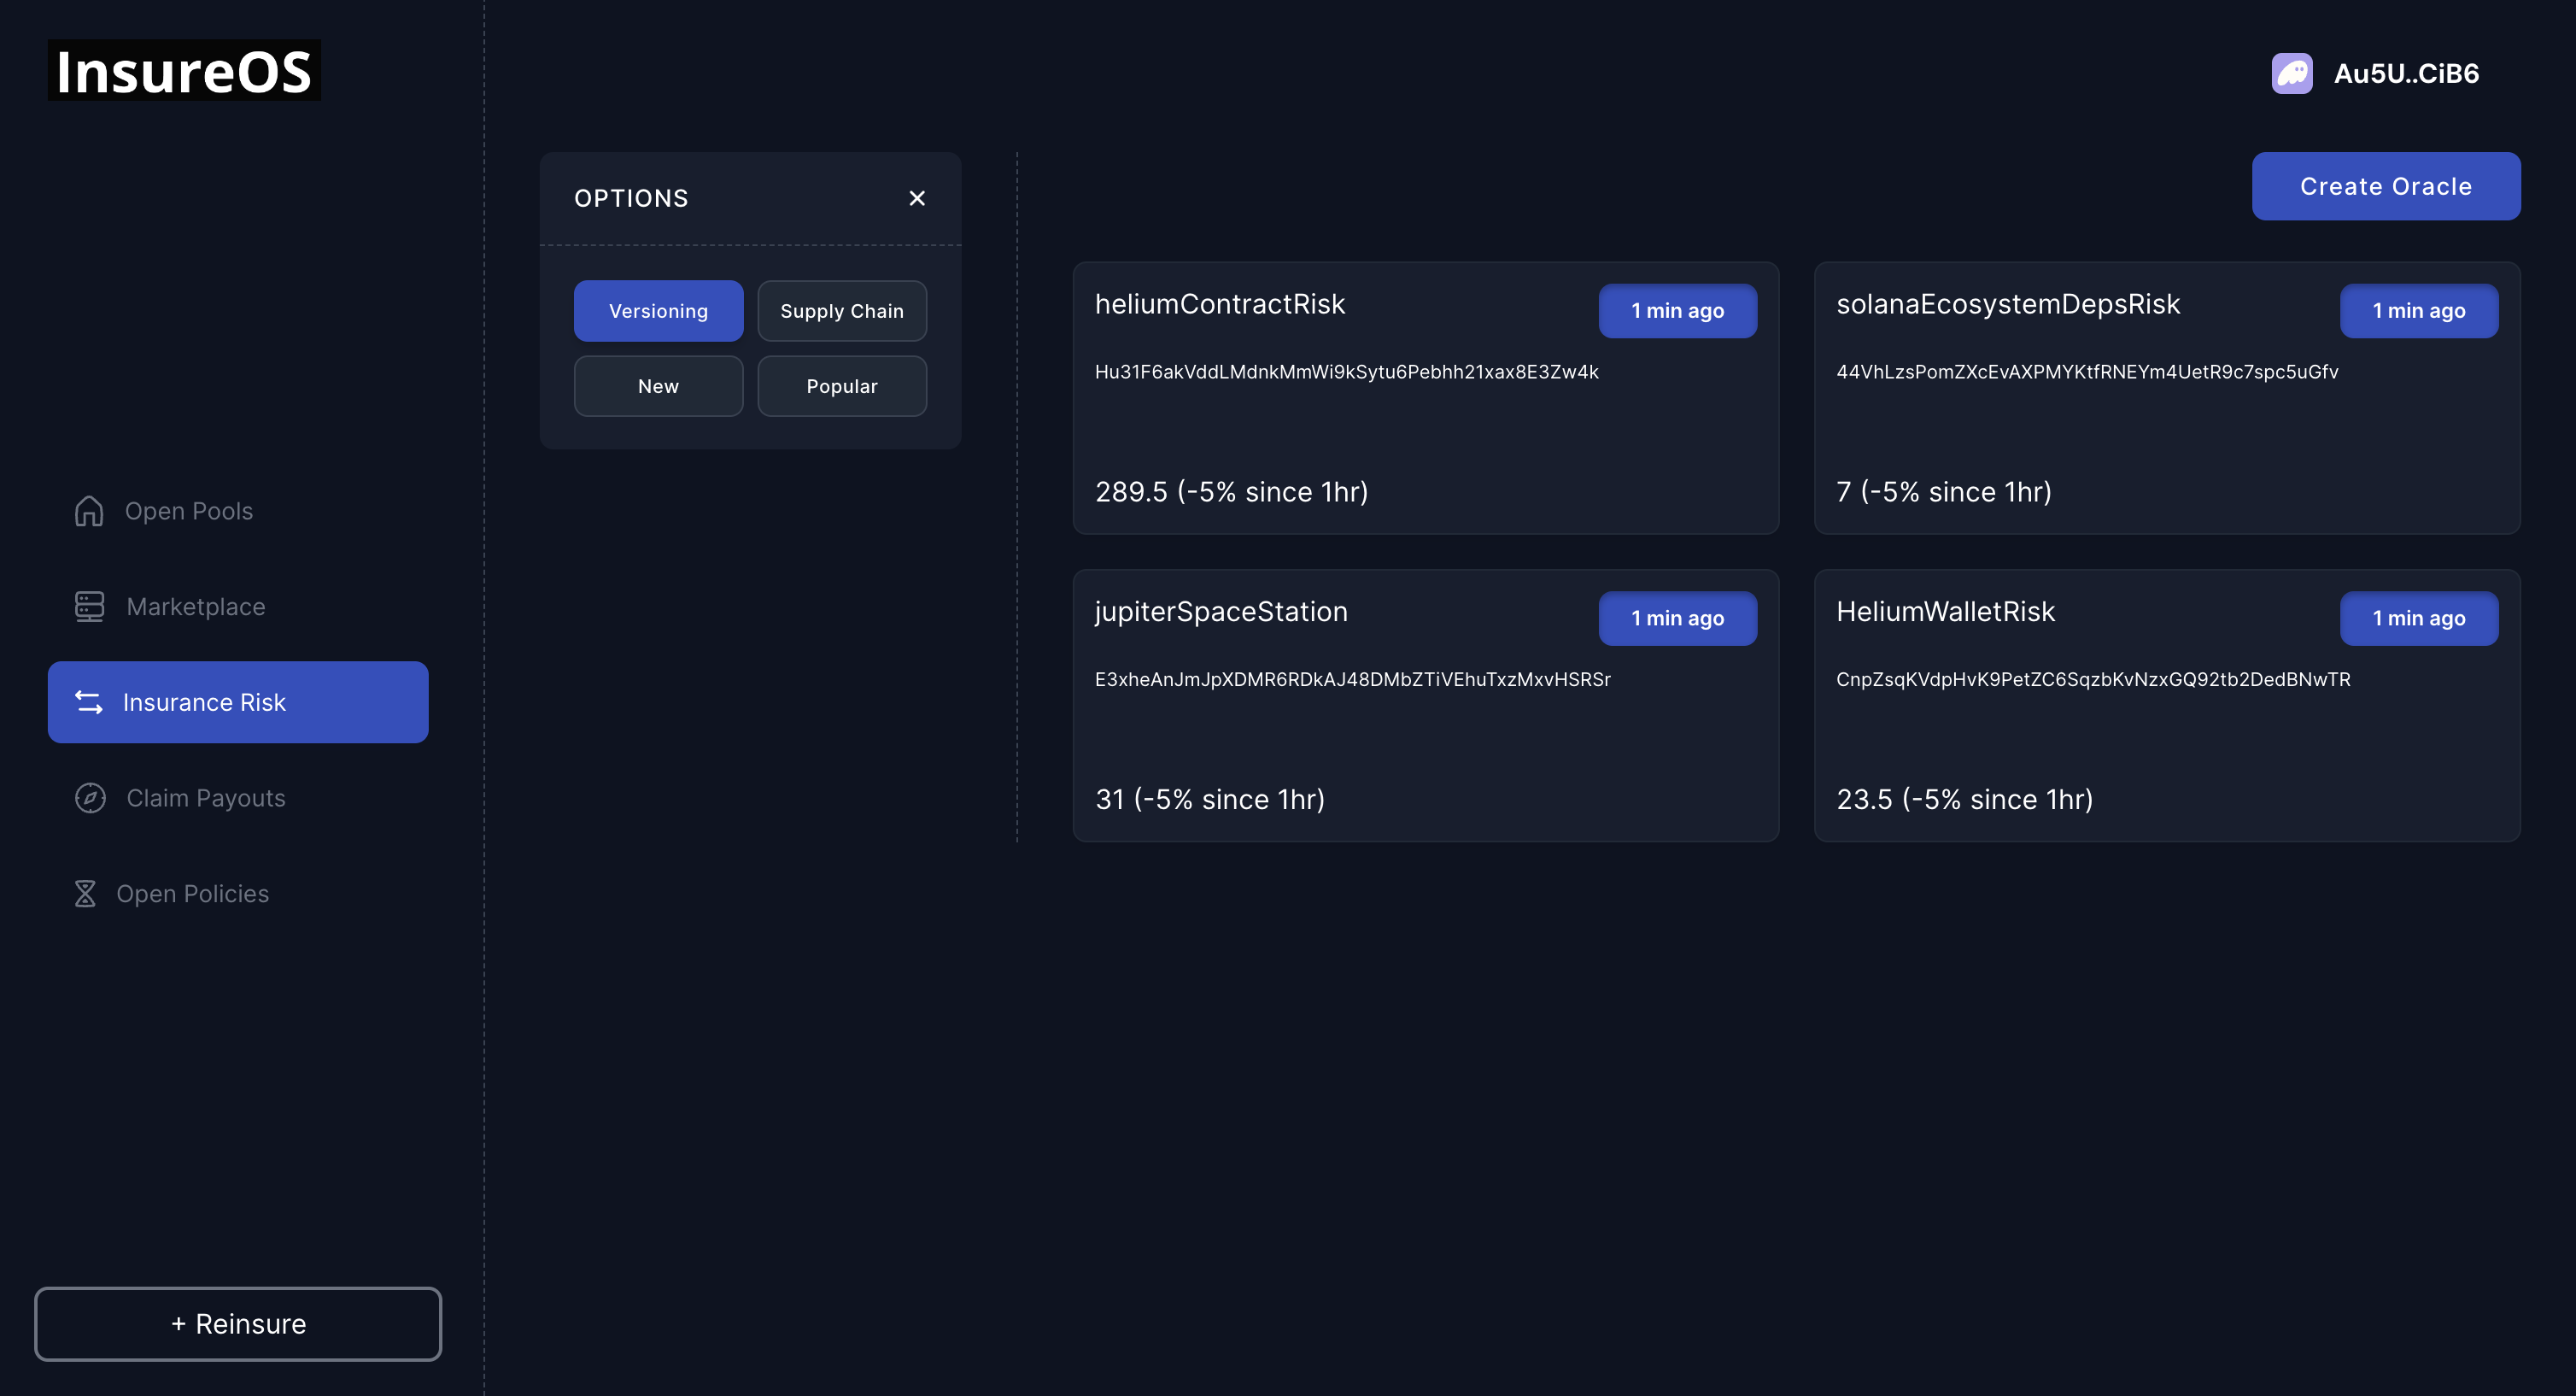 InsureOS
Au5U..CiB6
OPTIONS
Create Oracle
Versioning
Supply Chain
New
Popular
heliumContractRisk
1 min ago
Hu31F6akVddLMdnkMmWi9kSytu6Pebhh21xax8E3Zw4k
289.5 (-5% since 1hr)
solanaEcosystemDepsRisk
1 min ago
44VhLzsPomZXcEvAXPMYKtfRNEYm4UetR9c7spc5uGfv
7 (-5% since 1hr)
jupiterSpaceStation
1 min ago
E3xheAnJmJpXDMR6RDkAJ48DMbZTiVEhuTxzMxvHSRSr
31 (-5% since 1hr)
HeliumWalletRisk
1 min ago
CnpZsqKVdpHvK9PetZC6SqzbKvNzxGQ92tb2DedBNwTR
23.5 (-5% since 1hr)
Open Pools
Marketplace
Insurance Risk
Claim Payouts
Open Policies
+ Reinsure